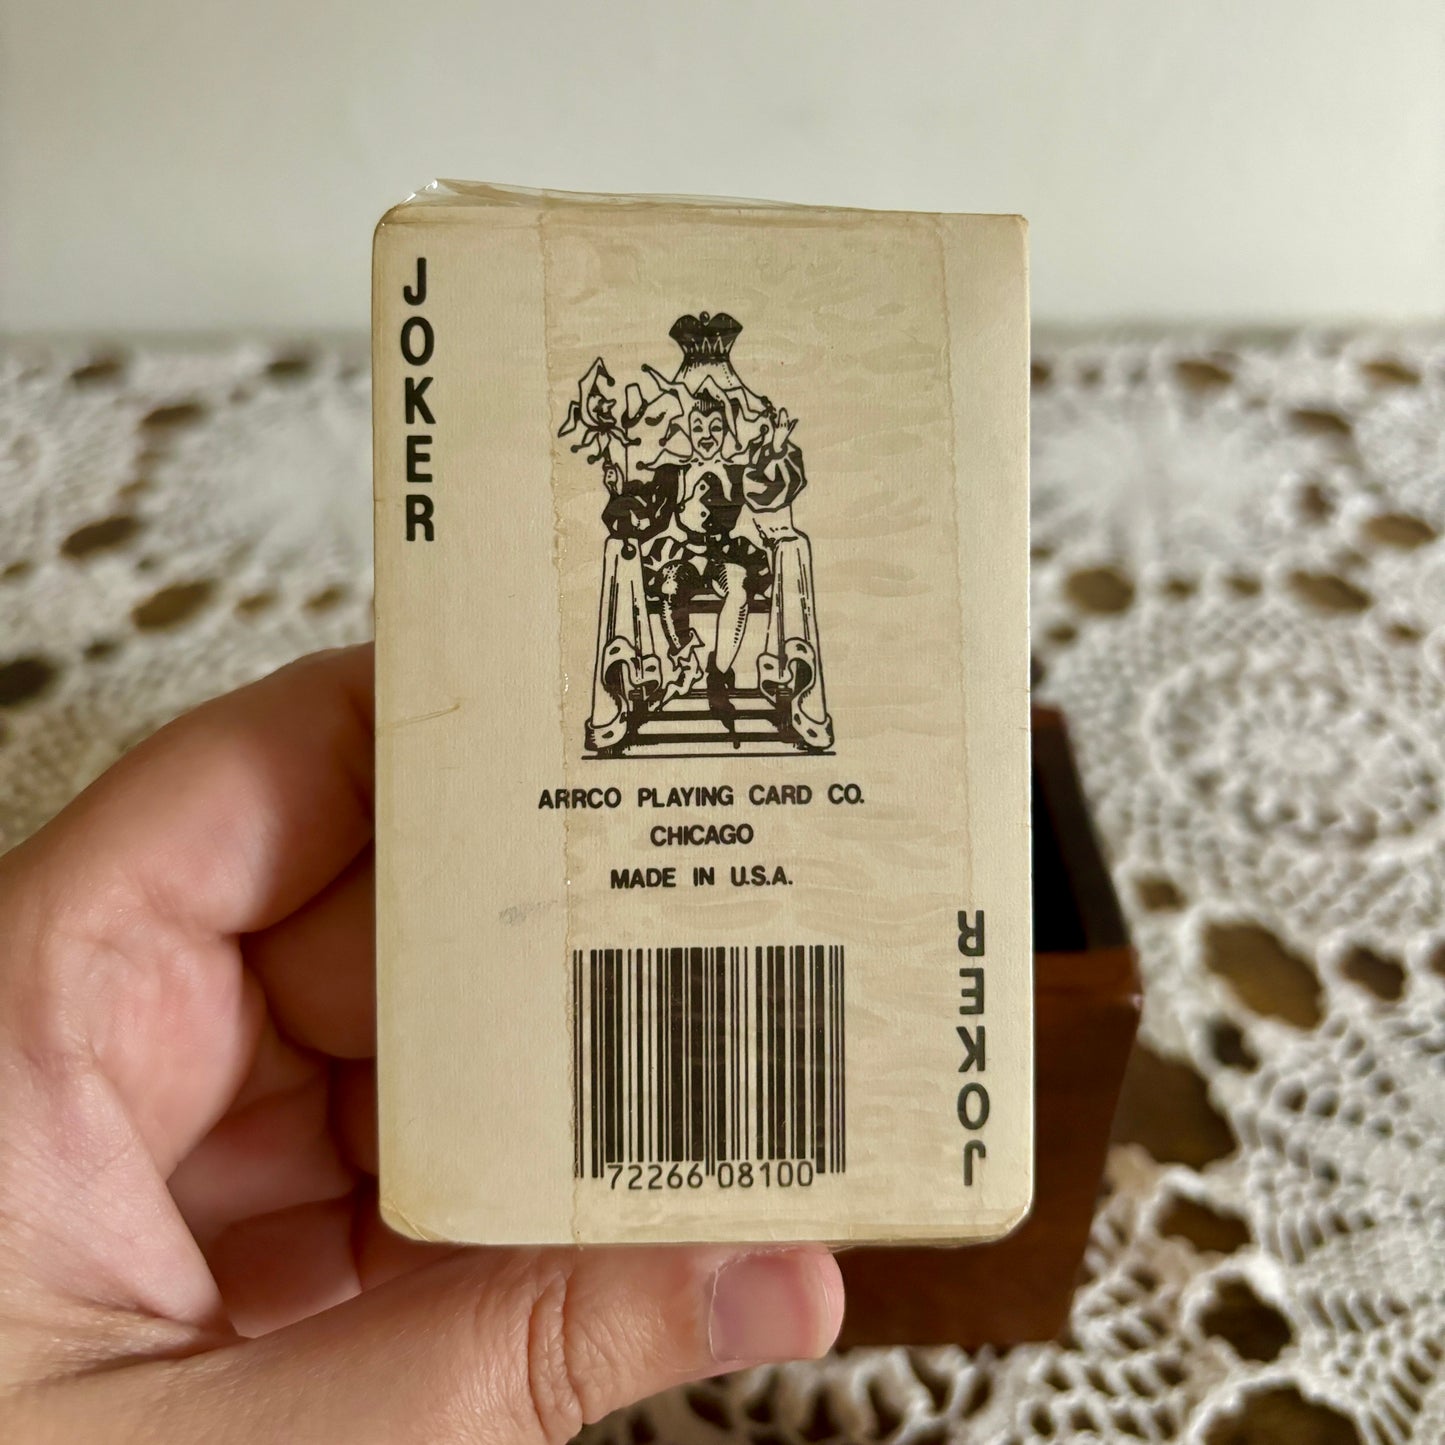 JOKER
ARRCO PLAYING CARD CO.
CHICAGO
MADE IN U.S.A.
72266 08100
JOKER